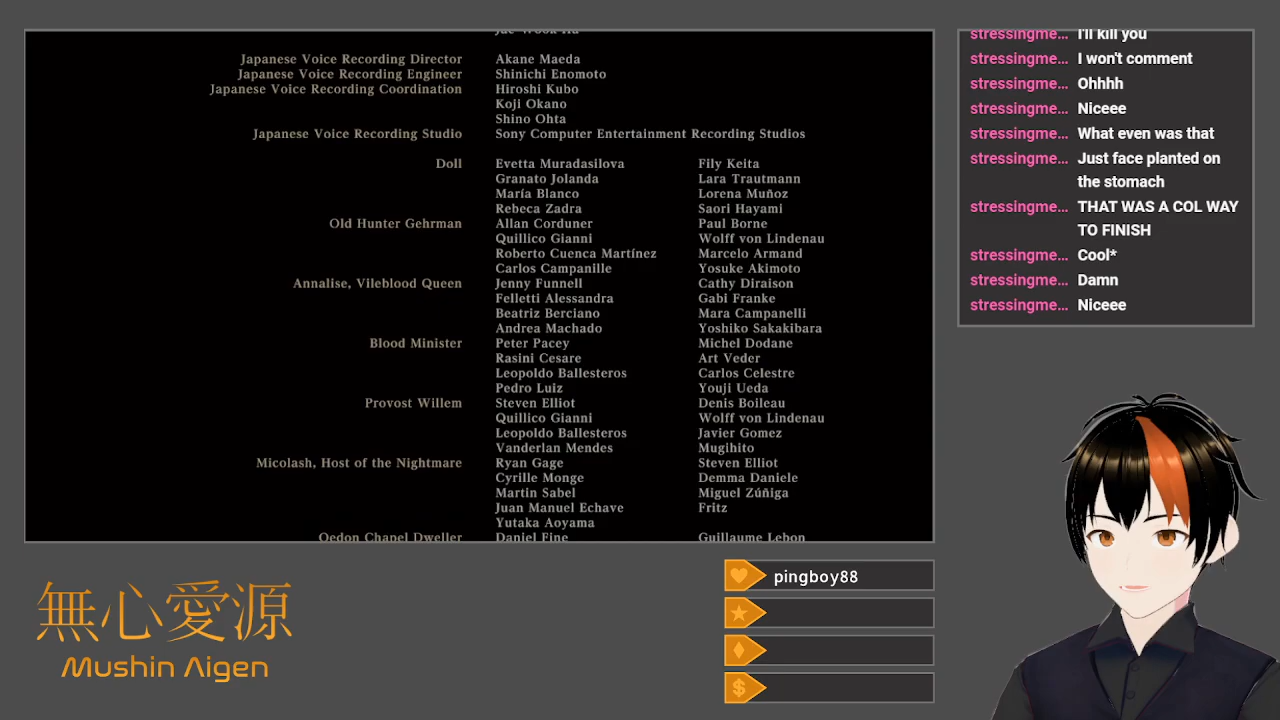 Japanese Voice Recording Director Akane Maeda
Japanese Voice Recording Engineer Shinichi Enomoto
Japanese Voice Recording Coordination Hiroshi Kubo
Koji Okano
Shino Ohta
Japanese Voice Recording Studio Sony Computer Entertainment Recording Studios
Doll Evetta Muradasilova Fily Keita
Granato Jolanda Lara Trautmann
María Blanco Lorena Muñoz
Rebeca Zadra Saori Hayami
Old Hunter Gehrman Allan Corduner Paul Borne
Quillico Gianni Wolff von Lindenau
Roberto Cuenca Martínez Marcelo Armand
Carlos Campanille Yosuke Akimoto
Annalise, Vileblood Queen Jenny Funnell Cathy Diraison
Felletti Alessandra Gabi Franke
Beatriz Berciano Mara Campanelli
Andrea Machado Yoshiko Sakakibara
Blood Minister Peter Pacey Michel Dodane
Rasini Cesare Art Veder
Leopoldo Ballesteros Carlos Celestre
Pedro Luiz Youji Ueda
Provost Willem Steven Elliot Denis Boileau
Quillico Gianni Wolff von Lindenau
Leopoldo Ballesteros Javier Gomez
Vanderlan Mendes Mugihito
Micolash, Host of the Nightmare Ryan Gage Steven Elliot
Cyrille Monge Demma Daniele
Martin Sabel Miguel Zúñiga
Juan Manuel Echave Fritz
Yutaka Aoyama
Oedon Chapel Dweller Daniel Fine Guillaume Lebon
stressingme... I'll kill you
stressingme... I won't comment
stressingme... Ohhhh
stressingme... Niceee
stressingme... What even was that
stressingme... Just face planted on
the stomach
stressingme... THAT WAS A COL WAY
TO FINISH
stressingme... Cool*
stressingme... Damn
stressingme... Niceee
pingboy88
無心愛源
Mushin Aigen